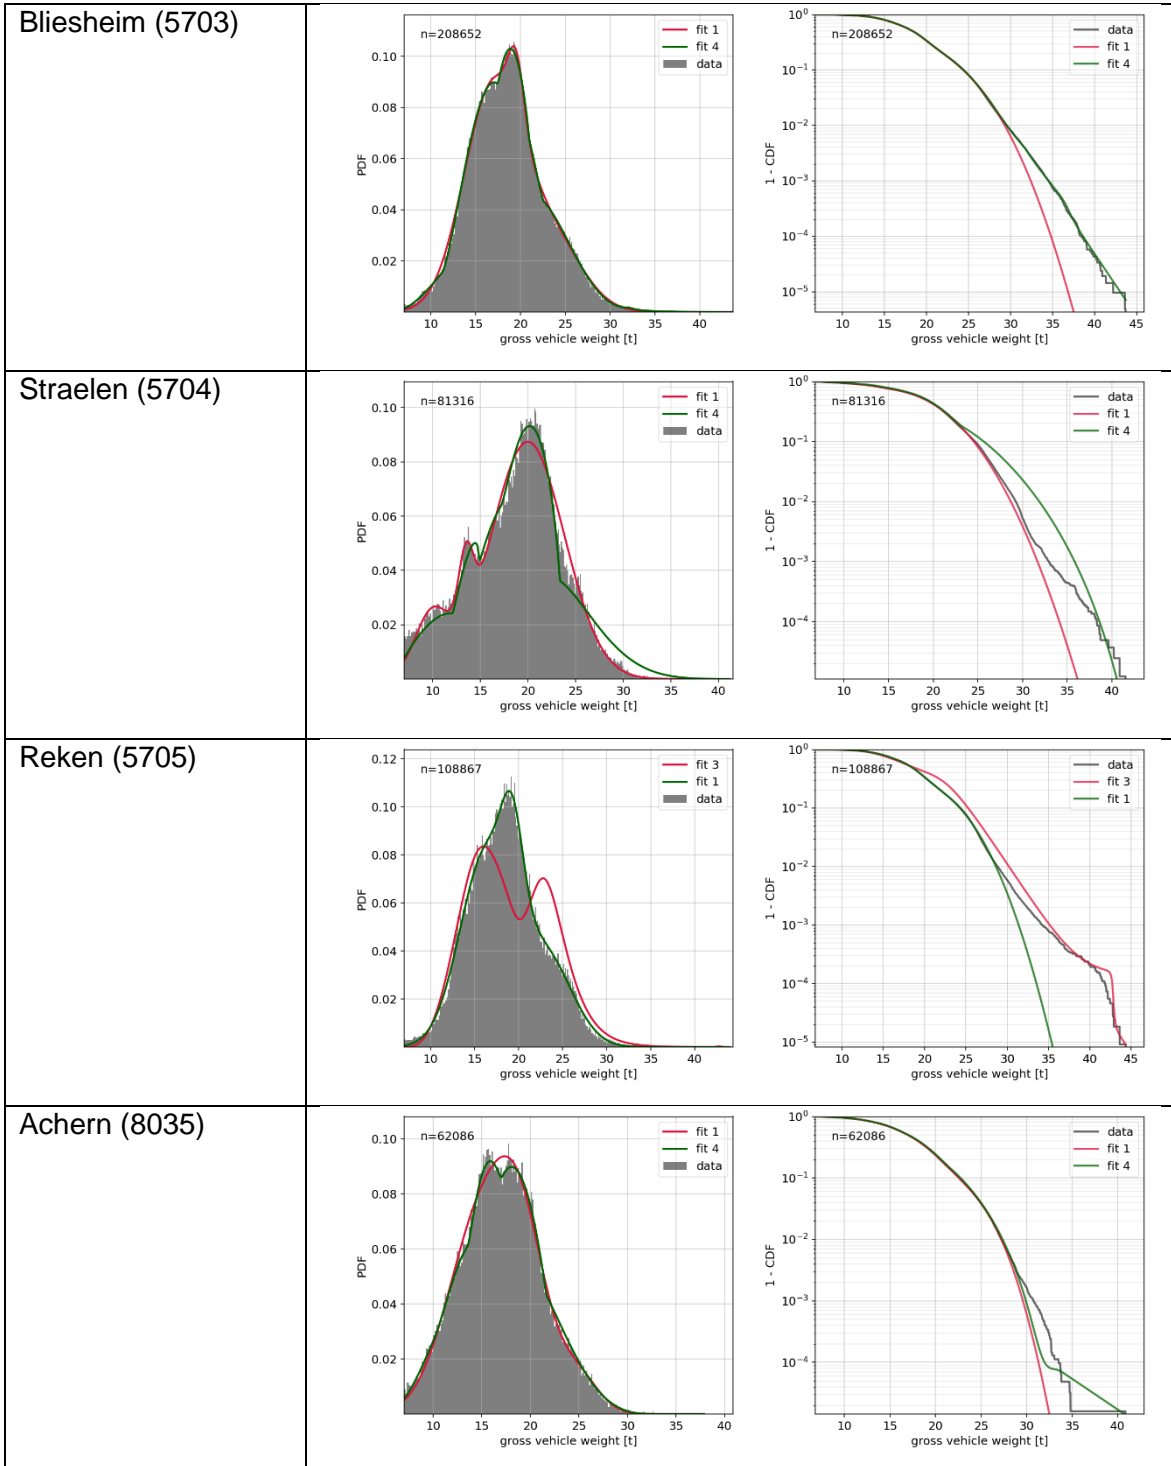 Bliesheim (5703)
n=208652
fit 1
fit 4
data
PDF
0.10
0.08
0.06
0.04
0.02
10 15 20 25 30 35 40
gross vehicle weight [t]
n=208652
data
fit 1
fit 4
1 - CDF
10⁰
10⁻¹
10⁻²
10⁻³
10⁻⁴
10⁻⁵
10 15 20 25 30 35 40 45
gross vehicle weight [t]
Straelen (5704)
n=81316
fit 1
fit 4
data
PDF
0.10
0.08
0.06
0.04
0.02
10 15 20 25 30 35 40
gross vehicle weight [t]
n=81316
data
fit 1
fit 4
1 - CDF
10⁰
10⁻¹
10⁻²
10⁻³
10⁻⁴
10 15 20 25 30 35 40
gross vehicle weight [t]
Reken (5705)
n=108867
fit 3
fit 1
data
PDF
0.12
0.10
0.08
0.06
0.04
0.02
10 15 20 25 30 35 40
gross vehicle weight [t]
n=108867
data
fit 3
fit 1
1 - CDF
10⁰
10⁻¹
10⁻²
10⁻³
10⁻⁴
10⁻⁵
10 15 20 25 30 35 40 45
gross vehicle weight [t]
Achern (8035)
n=62086
fit 1
fit 4
data
PDF
0.10
0.08
0.06
0.04
0.02
10 15 20 25 30 35 40
gross vehicle weight [t]
n=62086
data
fit 1
fit 4
1 - CDF
10⁰
10⁻¹
10⁻²
10⁻³
10⁻⁴
10 15 20 25 30 35 40
gross vehicle weight [t]